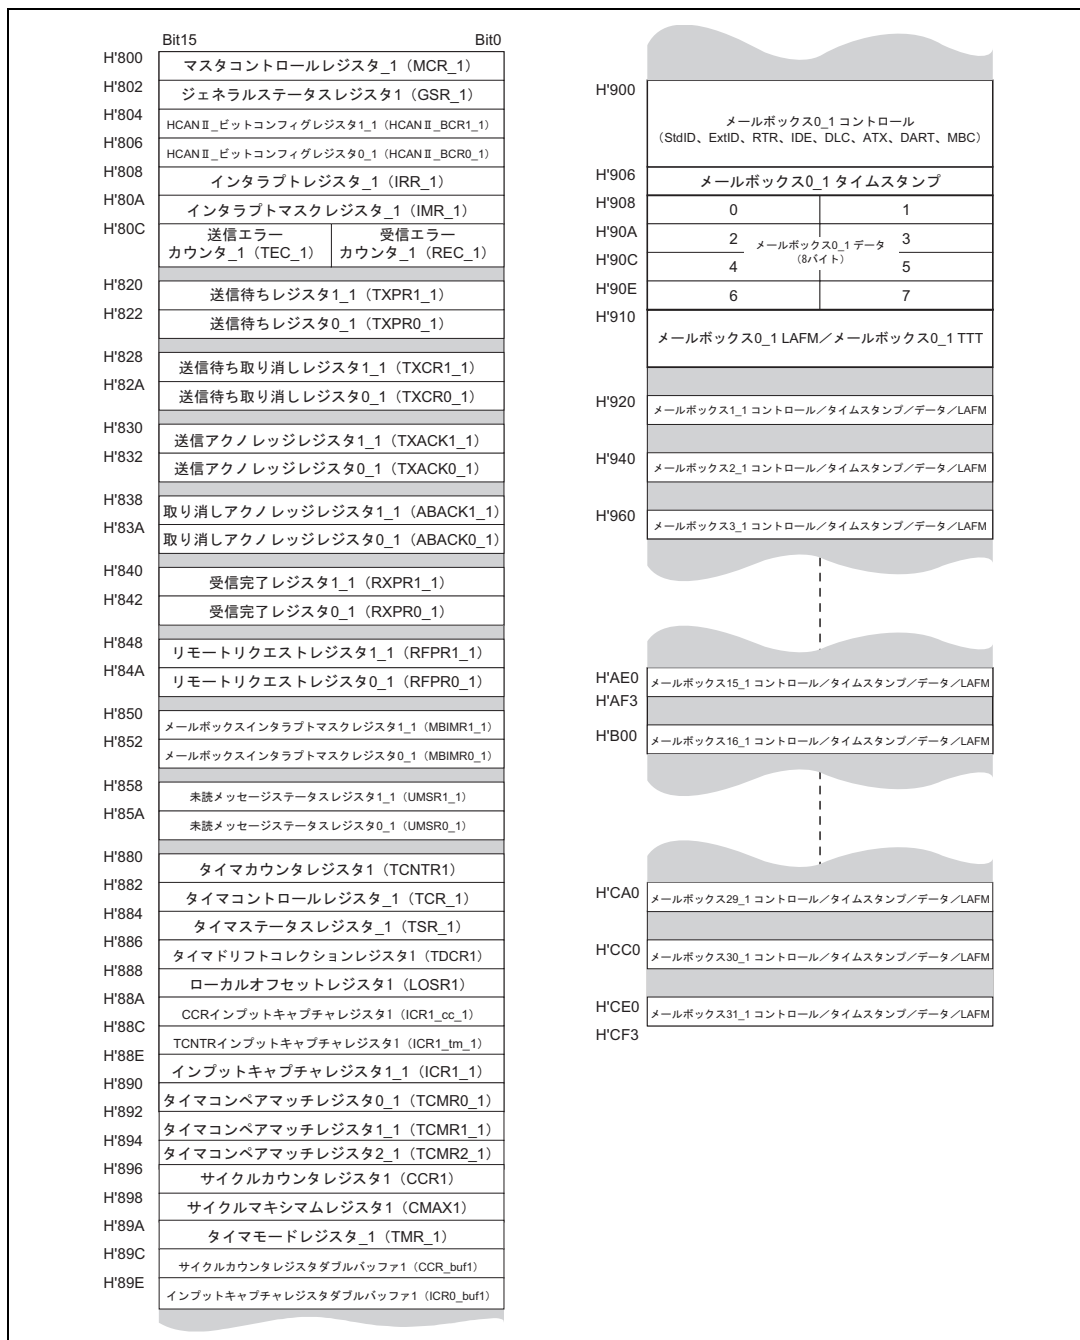 Bit15 Bit0
H'800 マスタコントロールレジスタ_1（MCR_1）
H'802 ジェネラルステータスレジスタ1（GSR_1）
H'804 HCANⅡ_ビットコンフィグレジスタ1_1（HCANⅡ_BCR1_1）
H'806 HCANⅡ_ビットコンフィグレジスタ0_1（HCANⅡ_BCR0_1）
H'808 インタラプトレジスタ_1（IRR_1）
H'80A インタラプトマスクレジスタ_1（IMR_1）
H'80C 送信エラー 受信エラー
カウンタ_1（TEC_1） カウンタ_1（REC_1）
H'820 送信待ちレジスタ1_1（TXPR1_1）
H'822 送信待ちレジスタ0_1（TXPR0_1）
H'828 送信待ち取り消しレジスタ1_1（TXCR1_1）
H'82A 送信待ち取り消しレジスタ0_1（TXCR0_1）
H'830 送信アクノレッジレジスタ1_1（TXACK1_1）
H'832 送信アクノレッジレジスタ0_1（TXACK0_1）
H'838 取り消しアクノレッジレジスタ1_1（ABACK1_1）
H'83A 取り消しアクノレッジレジスタ0_1（ABACK0_1）
H'840 受信完了レジスタ1_1（RXPR1_1）
H'842 受信完了レジスタ0_1（RXPR0_1）
H'848 リモートリクエストレジスタ1_1（RFPR1_1）
H'84A リモートリクエストレジスタ0_1（RFPR0_1）
H'850 メールボックスインタラプトマスクレジスタ1_1（MBIMR1_1）
H'852 メールボックスインタラプトマスクレジスタ0_1（MBIMR0_1）
H'858 未読メッセージステータスレジスタ1_1（UMSR1_1）
H'85A 未読メッセージステータスレジスタ0_1（UMSR0_1）
H'880 タイマカウンタレジスタ1（TCNTR1）
H'882 タイマコントロールレジスタ_1（TCR_1）
H'884 タイマステータスレジスタ_1（TSR_1）
H'886 タイマドリフトコレクションレジスタ1（TDCR1）
H'888 ローカルオフセットレジスタ1（LOSR1）
H'88A CCRインプットキャプチャレジスタ1（ICR1_cc_1）
H'88C TCNTRインプットキャプチャレジスタ1（ICR1_tm_1）
H'88E インプットキャプチャレジスタ1_1（ICR1_1）
H'890 タイマコンペアマッチレジスタ0_1（TCMR0_1）
H'892 タイマコンペアマッチレジスタ1_1（TCMR1_1）
H'894 タイマコンペアマッチレジスタ2_1（TCMR2_1）
H'896 サイクルカウンタレジスタ1（CCR1）
H'898 サイクルマキシマムレジスタ1（CMAX1）
H'89A タイマモードレジスタ_1（TMR_1）
H'89C サイクルカウンタレジスタダブルバッファ1（CCR_buf1）
H'89E インプットキャプチャレジスタダブルバッファ1（ICR0_buf1）
H'900 メールボックス0_1 コントロール
（StdID、ExtID、RTR、IDE、DLC、ATX、DART、MBC）
H'906 メールボックス0_1 タイムスタンプ
H'908 0 1
H'90A 2 メールボックス0_1 データ 3
（8バイト）
H'90C 4 5
H'90E 6 7
H'910 メールボックス0_1 LAFM／メールボックス0_1 TTT
H'920 メールボックス1_1 コントロール／タイムスタンプ／データ／LAFM
H'940 メールボックス2_1 コントロール／タイムスタンプ／データ／LAFM
H'960 メールボックス3_1 コントロール／タイムスタンプ／データ／LAFM
H'AE0 メールボックス15_1 コントロール／タイムスタンプ／データ／LAFM
H'AF3
H'B00 メールボックス16_1 コントロール／タイムスタンプ／データ／LAFM
H'CA0 メールボックス29_1 コントロール／タイムスタンプ／データ／LAFM
H'CC0 メールボックス30_1 コントロール／タイムスタンプ／データ／LAFM
H'CE0 メールボックス31_1 コントロール／タイムスタンプ／データ／LAFM
H'CF3